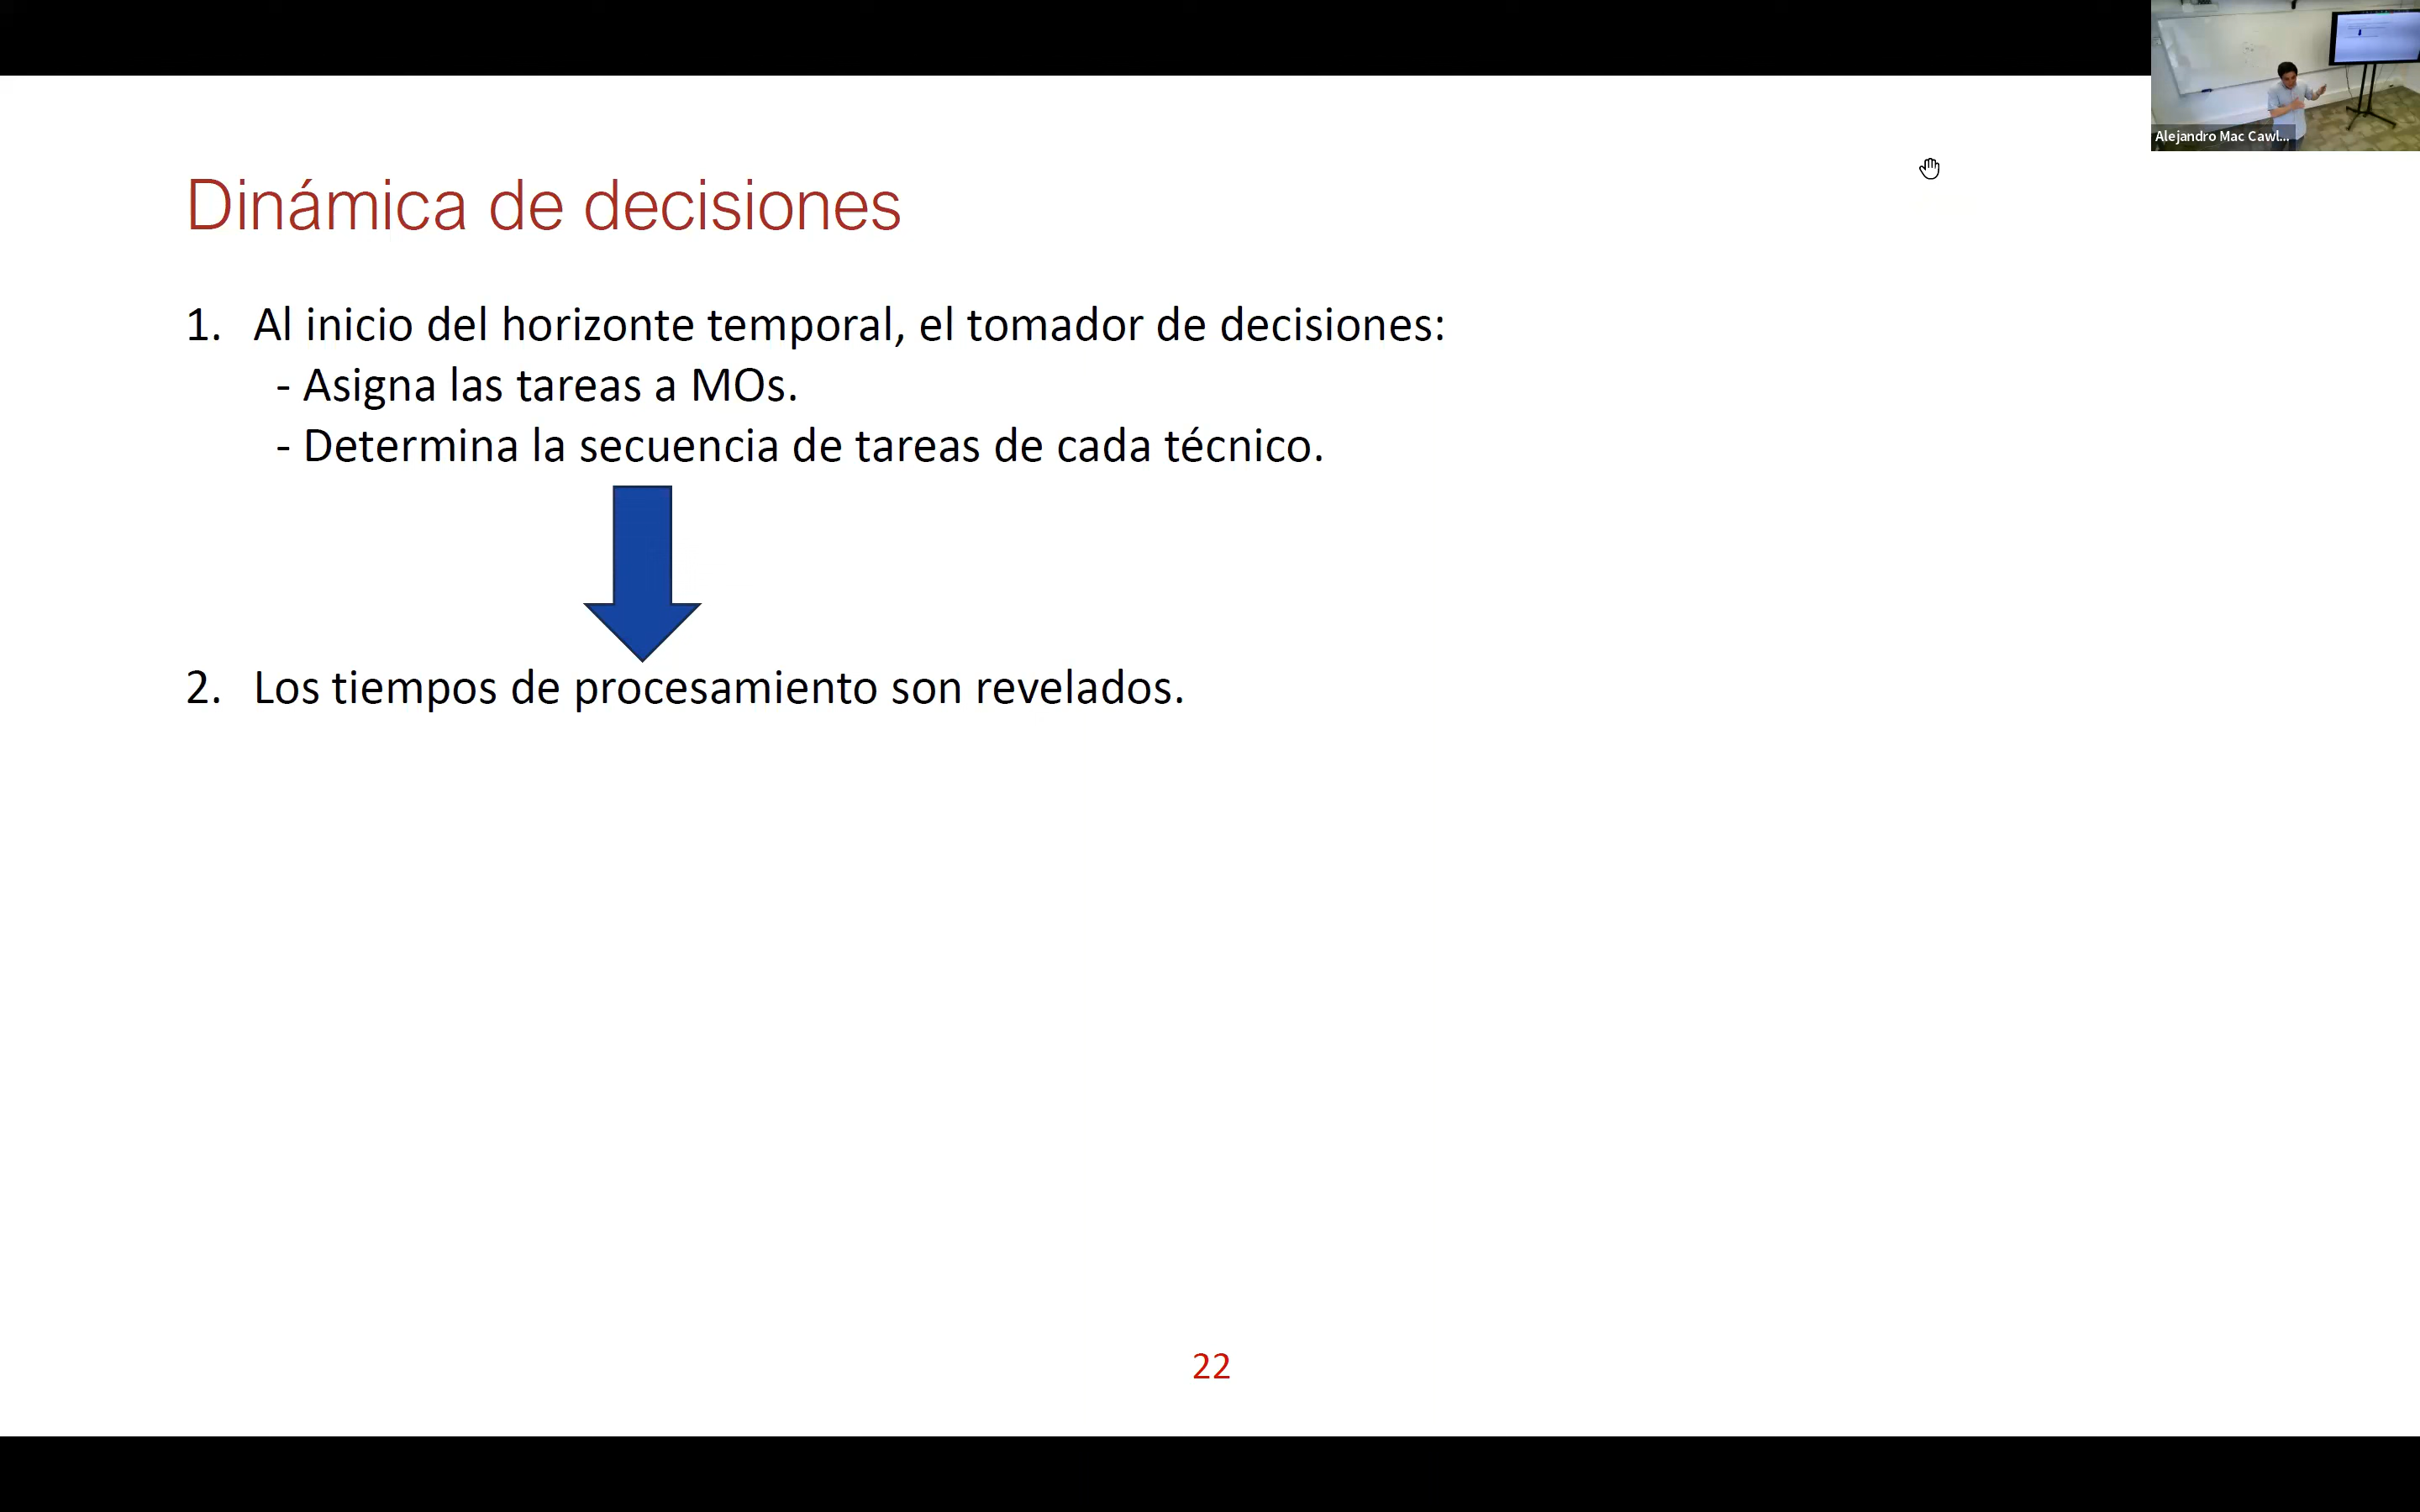 Alejandro Mac Cawl...
Dinámica de decisiones
1. Al inicio del horizonte temporal, el tomador de decisiones:
- Asigna las tareas a MOs.
- Determina la secuencia de tareas de cada técnico.
2. Los tiempos de procesamiento son revelados.
22